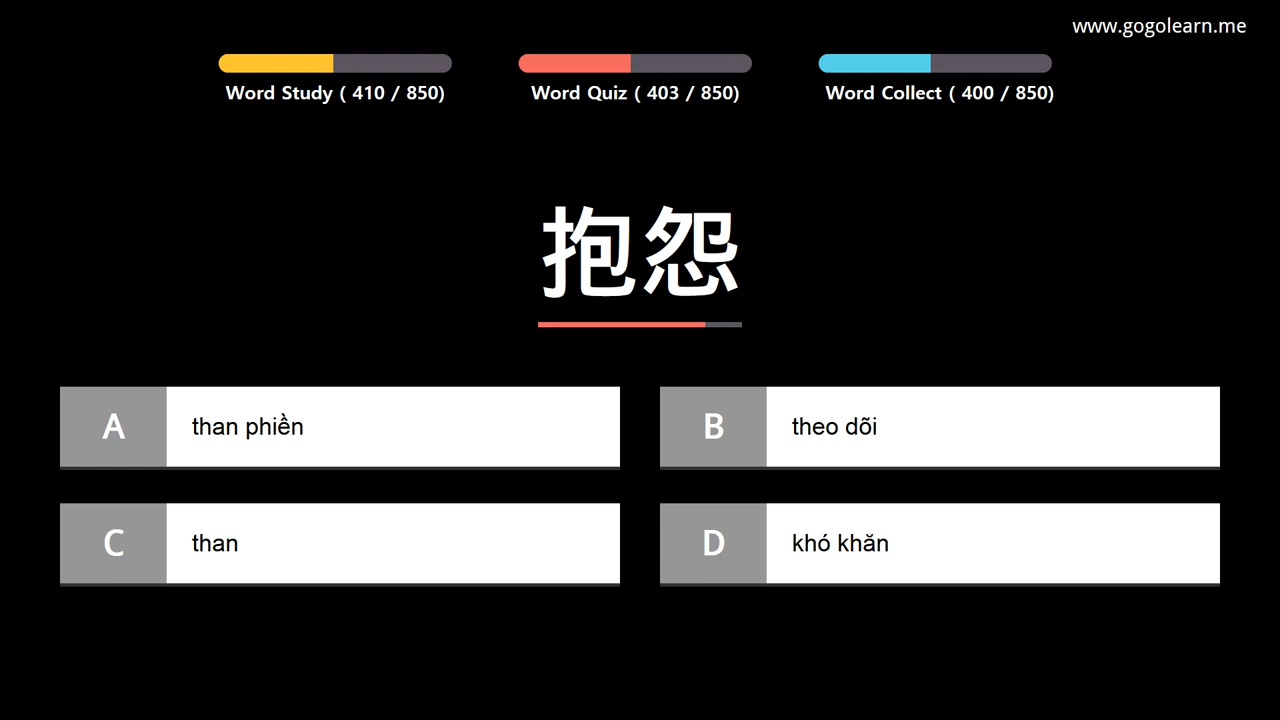 www.gogolearn.me
Word Study ( 410 / 850)
Word Quiz ( 403 / 850)
Word Collect ( 400 / 850)
抱怨
A
than phiền
B
theo dõi
C
than
D
khó khăn